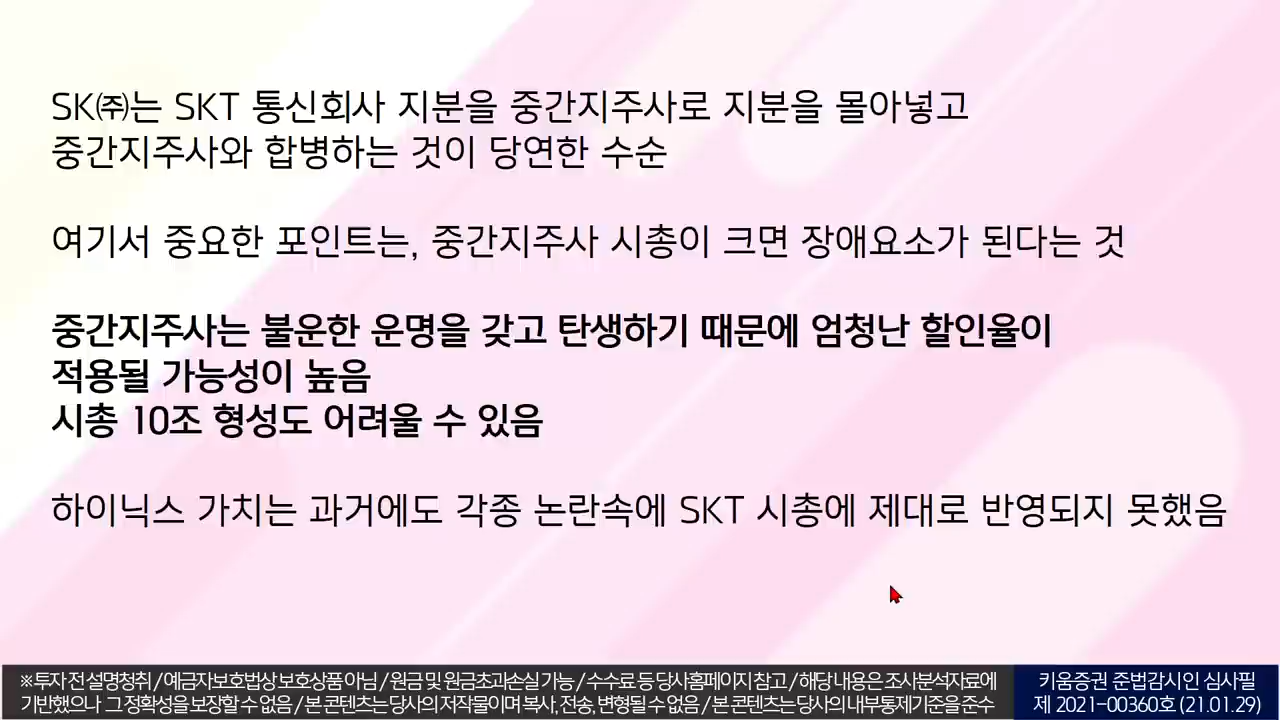 SK㈜는 SKT 통신회사 지분을 중간지주사로 지분을 몰아넣고
중간지주사와 합병하는 것이 당연한 수순
여기서 중요한 포인트는, 중간지주사 시총이 크면 장애요소가 된다는 것
중간지주사는 불운한 운명을 갖고 탄생하기 때문에 엄청난 할인율이
적용될 가능성이 높음
시총 10조 형성도 어려울 수 있음
하이닉스 가치는 과거에도 각종 논란속에 SKT 시총에 제대로 반영되지 못했음
※ 투자 전 설명청취 / 예금자보호법상 보호상품 아님 / 원금 및 원금초과손실 가능 / 수수료 등 당사홈페이지 참고 / 해당 내용은 조사분석자료에
기반했으나 그 정확성을 보장할 수 없음 / 본 콘텐츠는 당사의 저작물이며 복사, 전송, 변형될 수 없음 / 본 콘텐츠는 당사의 내부통제기준을 준수
키움증권 준법감시인 심사필
제 2021-00360호 (21.01.29)